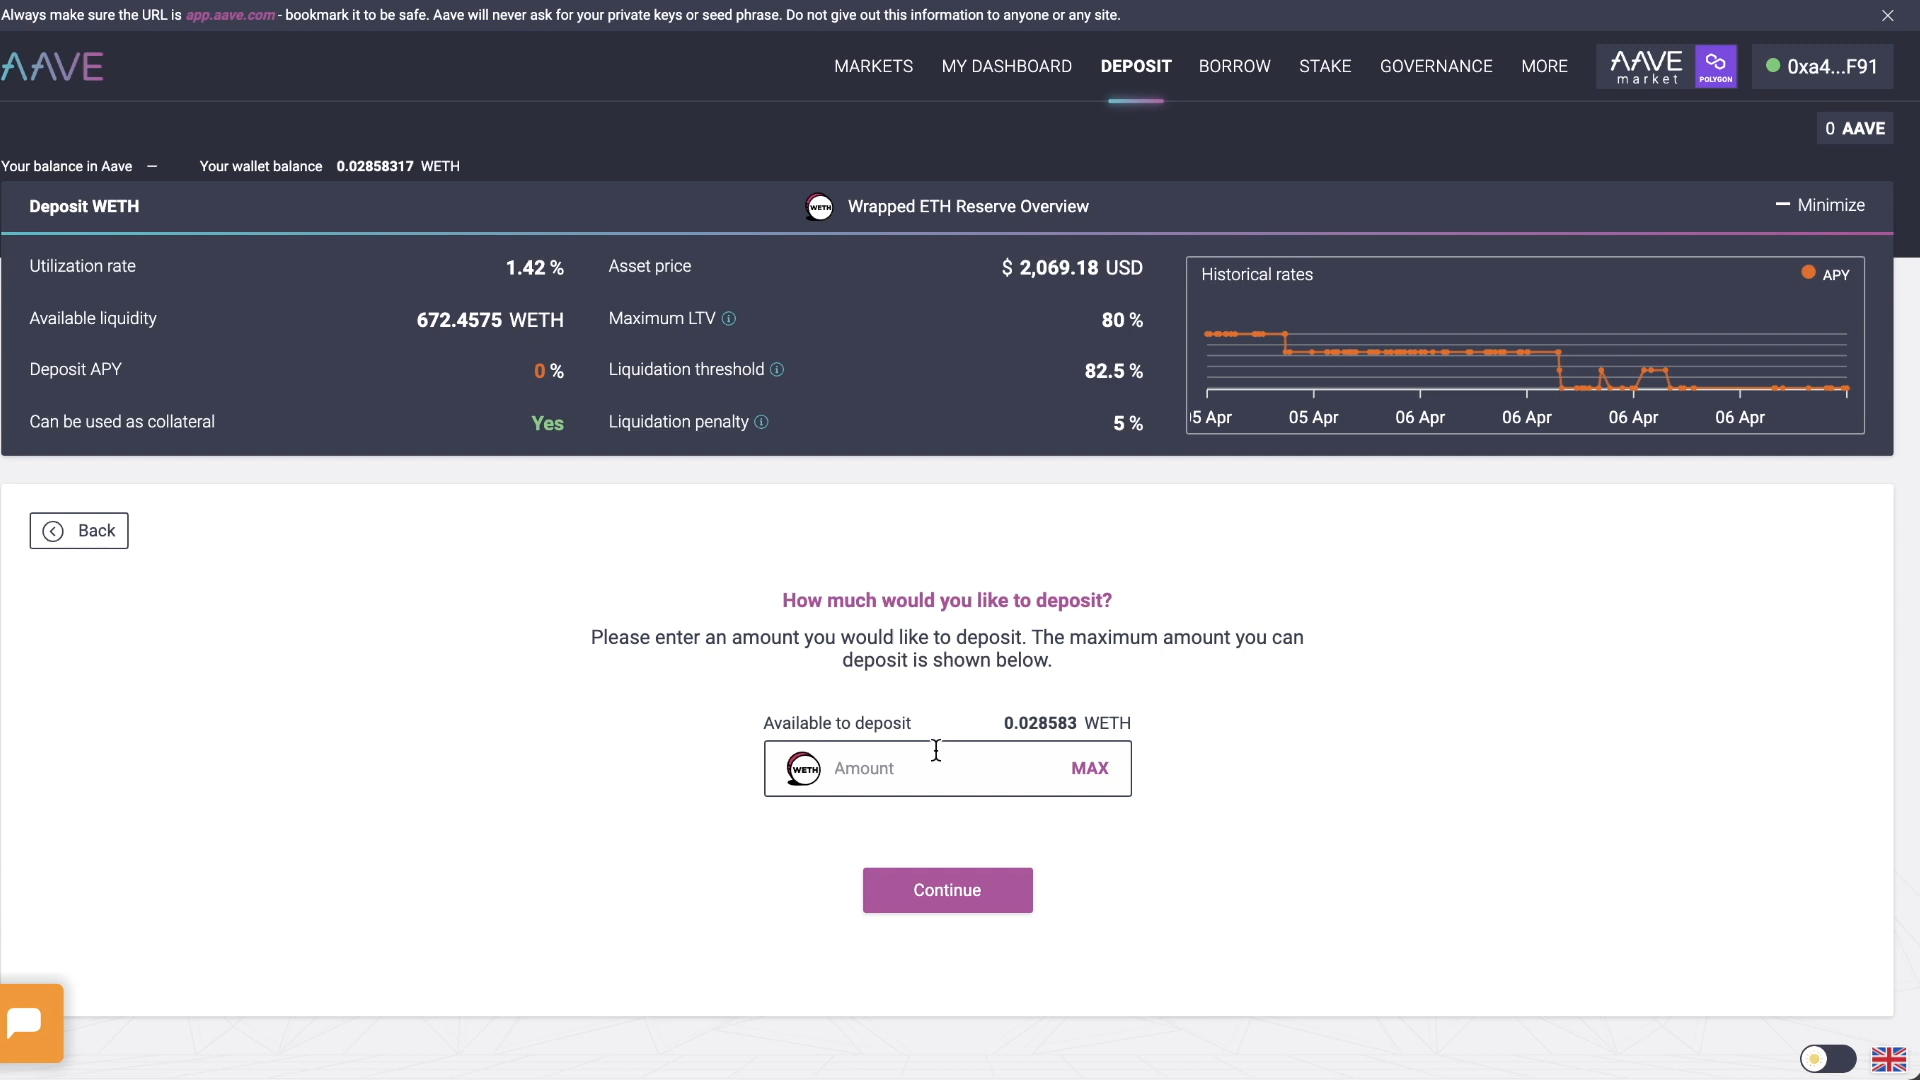 Always make sure the URL is app.aave.com - bookmark it to be safe. Aave will never ask for your private keys or seed phrase. Do not give out this information to anyone or any site.
AAVE
MARKETS MY DASHBOARD DEPOSIT BORROW STAKE GOVERNANCE MORE
AAVE market POLYGON
0xa4...F91
0 AAVE
Your balance in Aave – Your wallet balance 0.02858317 WETH
Deposit WETH
WETH Wrapped ETH Reserve Overview
Minimize
Utilization rate 1.42 %
Asset price $ 2,069.18 USD
Historical rates APY
Available liquidity 672.4575 WETH
Maximum LTV 80 %
Deposit APY 0 %
Liquidation threshold 82.5 %
Can be used as collateral Yes
Liquidation penalty 5 %
5 Apr 05 Apr 06 Apr 06 Apr 06 Apr 06 Apr
Back
How much would you like to deposit?
Please enter an amount you would like to deposit. The maximum amount you can
deposit is shown below.
Available to deposit 0.028583 WETH
WETH Amount MAX
Continue